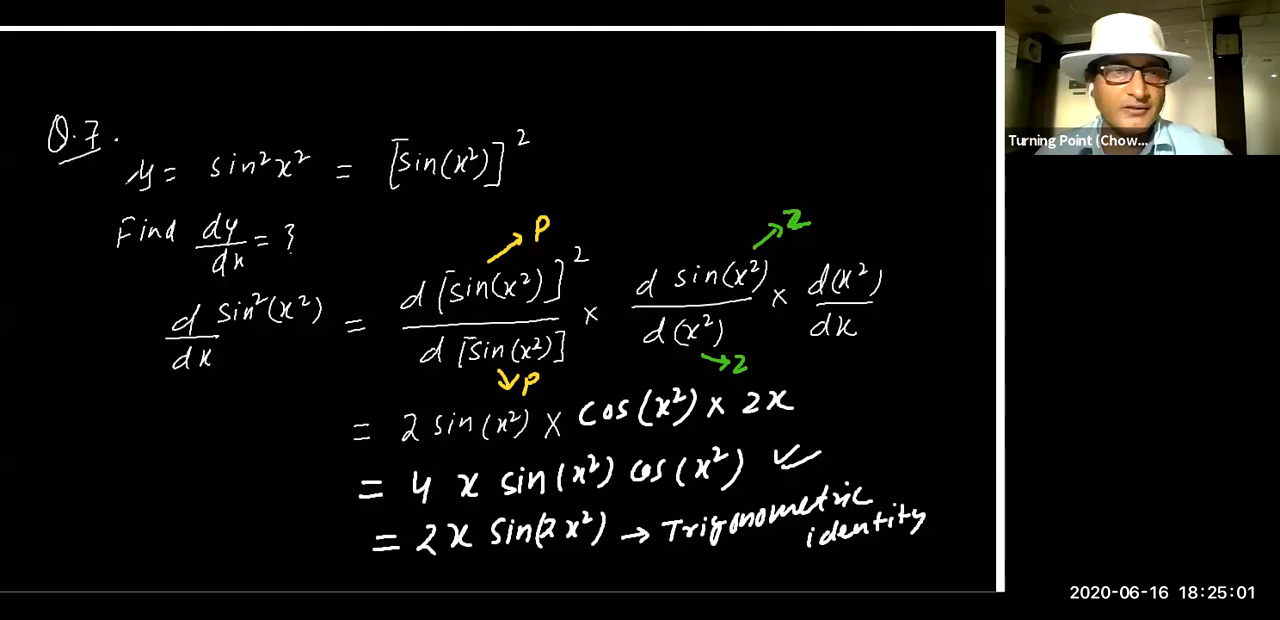 Q.7.
y = sin²x² = [sin(x²)]²
Find dy/dx = ?
d/dx sin²(x²) = d[sin(x²)]²/d[sin(x²)] × d sin(x²)/d(x²) × d(x²)/dx
→ P
→ z
→ P
→ z
= 2 sin(x²) × cos(x²) × 2x
= 4 x sin(x²) cos(x²) ✓
= 2x sin(2x²) → Trigonometric identity
Turning Point (Chow...
2020-06-16 18:25:01